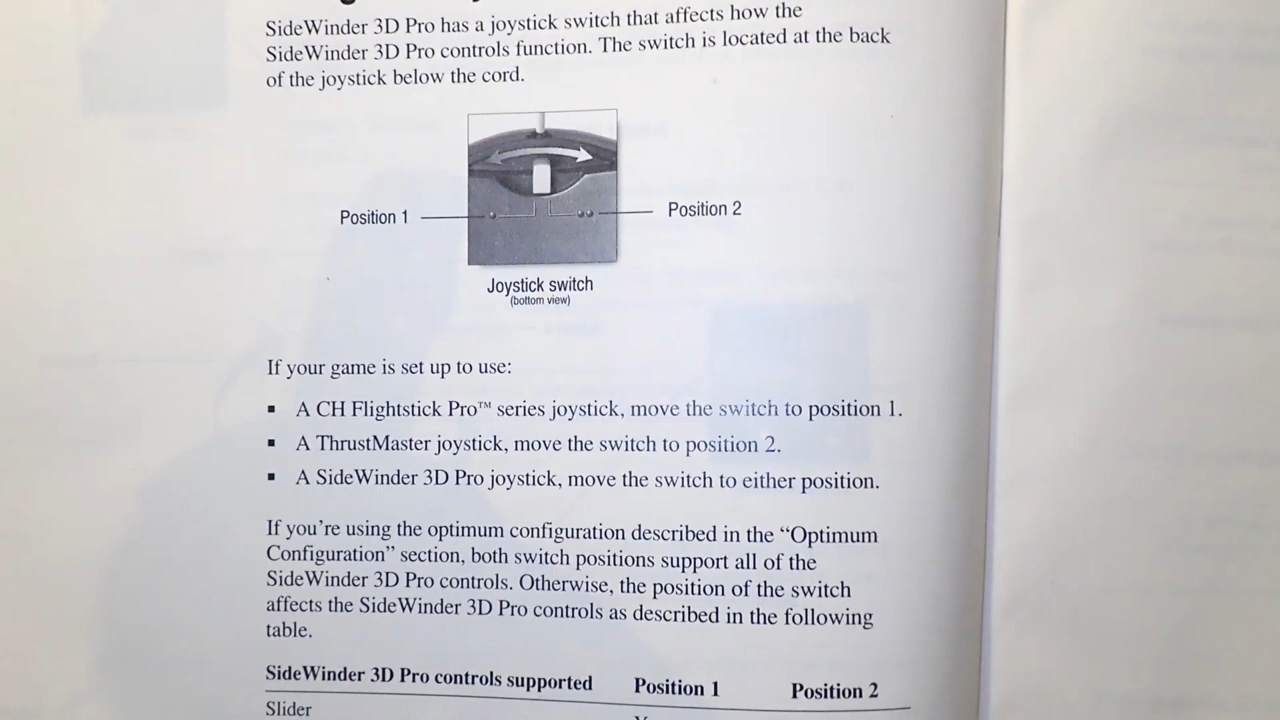 SideWinder 3D Pro has a joystick switch that affects how the
SideWinder 3D Pro controls function. The switch is located at the back
of the joystick below the cord.
Position 1
Position 2
Joystick switch
(bottom view)
If your game is set up to use:
▪ A CH Flightstick Pro™ series joystick, move the switch to position 1.
▪ A ThrustMaster joystick, move the switch to position 2.
▪ A SideWinder 3D Pro joystick, move the switch to either position.
If you're using the optimum configuration described in the “Optimum
Configuration” section, both switch positions support all of the
SideWinder 3D Pro controls. Otherwise, the position of the switch
affects the SideWinder 3D Pro controls as described in the following
table.
SideWinder 3D Pro controls supported Position 1 Position 2
Slider